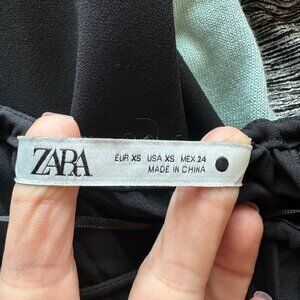 ZARA
EUR XS USA XS MEX 24
MADE IN CHINA